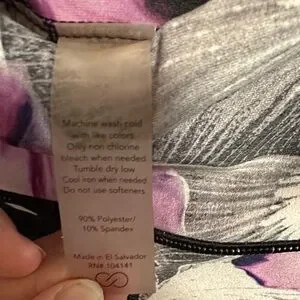 Machine wash cold
with like colors
Only non chlorine
bleach when needed
Tumble dry low
Cool iron when needed
Do not use softeners
90% Polyester/
10% Spandex
Made in El Salvador
RN# 104141